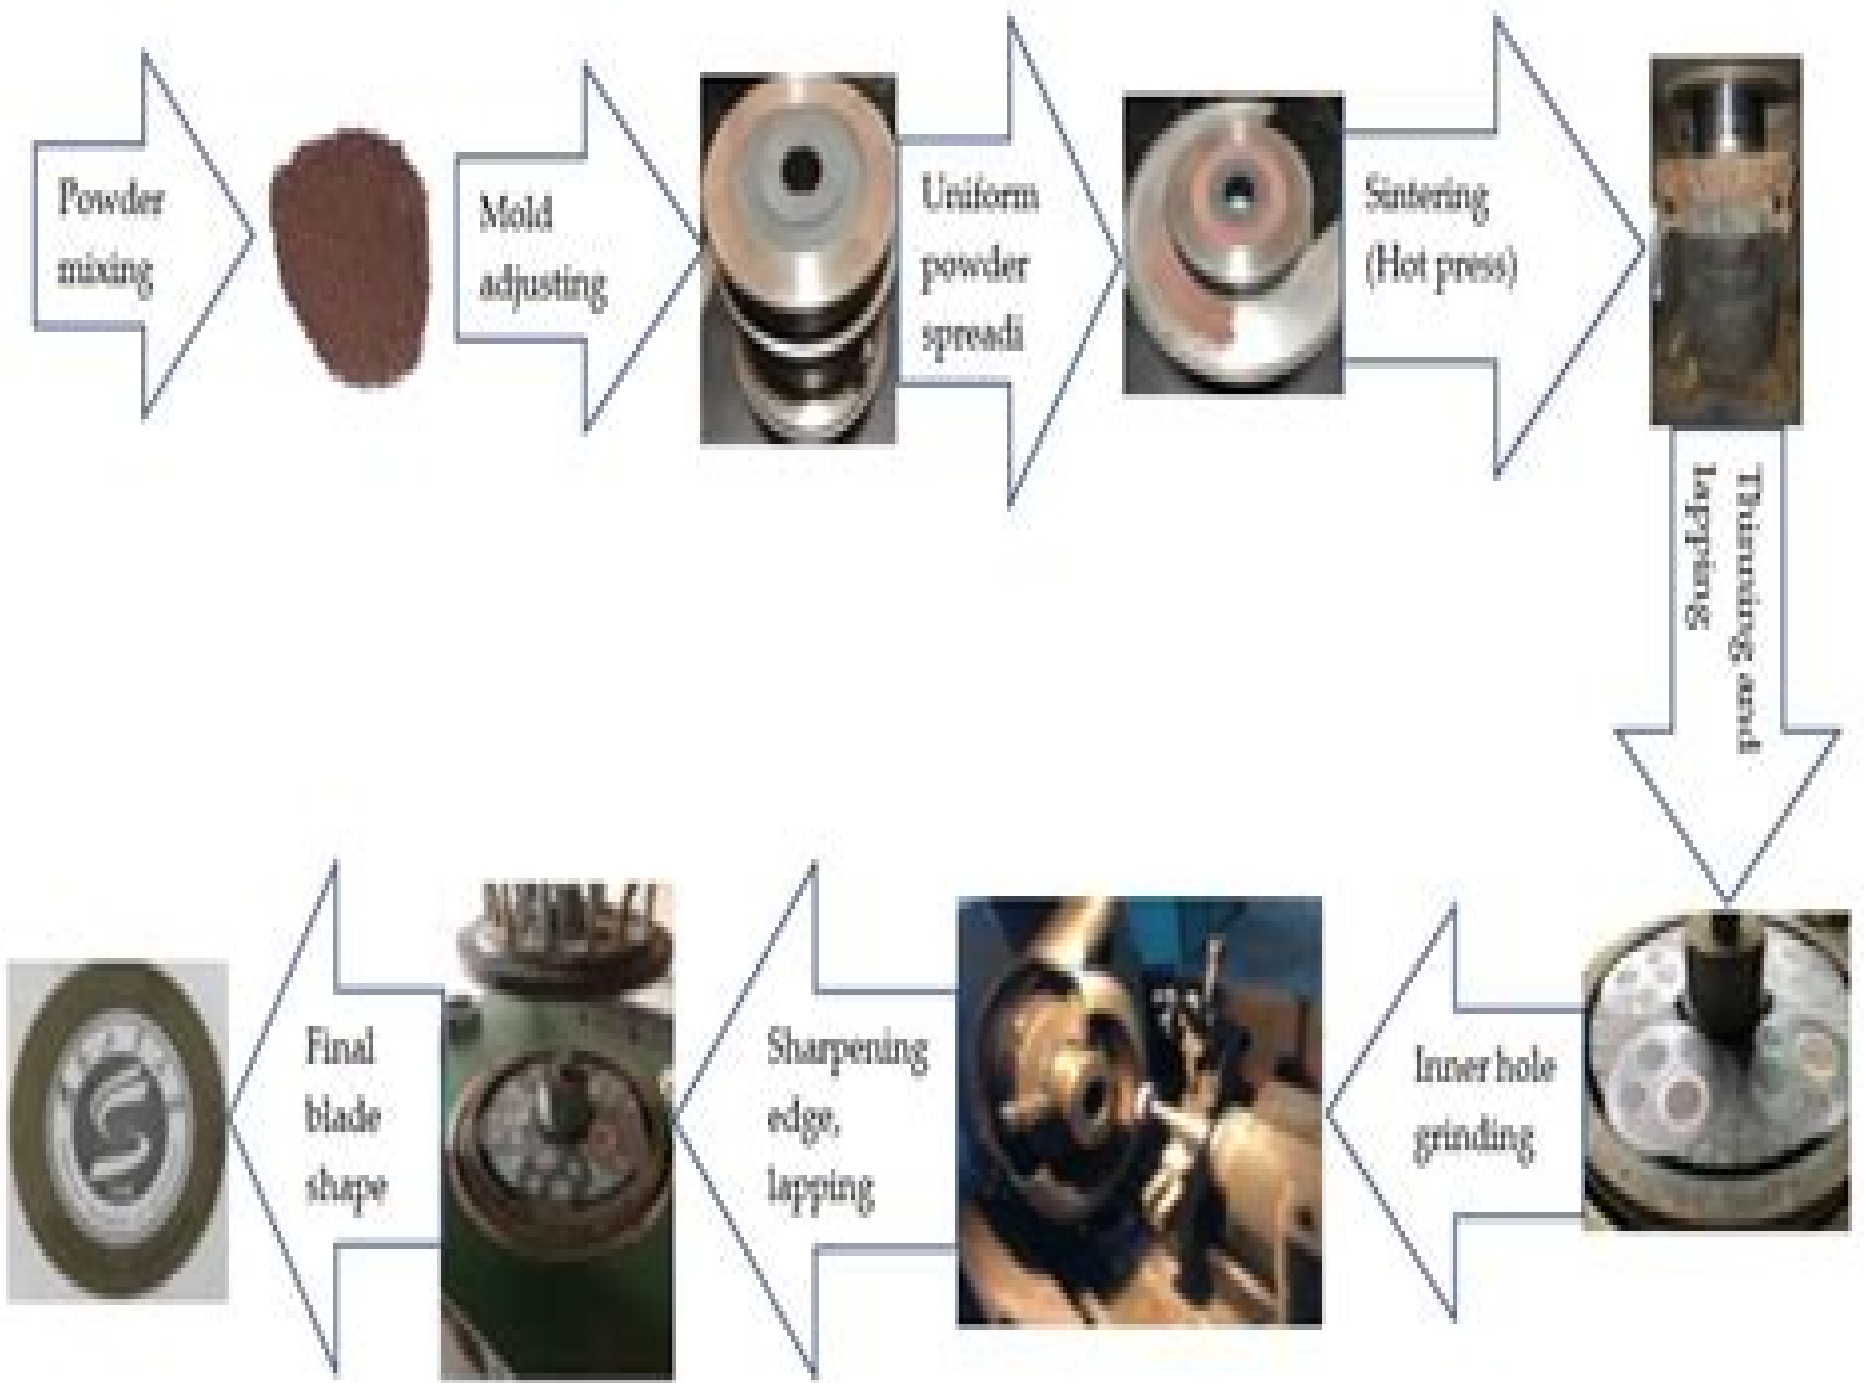 Powder
mixing
Mold
adjusting
Uniform
powder
spreadi
Sintering
(Hot press)
Thinning and
lapping
Inner hole
grinding
Sharpening
edge,
lapping
Final
blade
shape